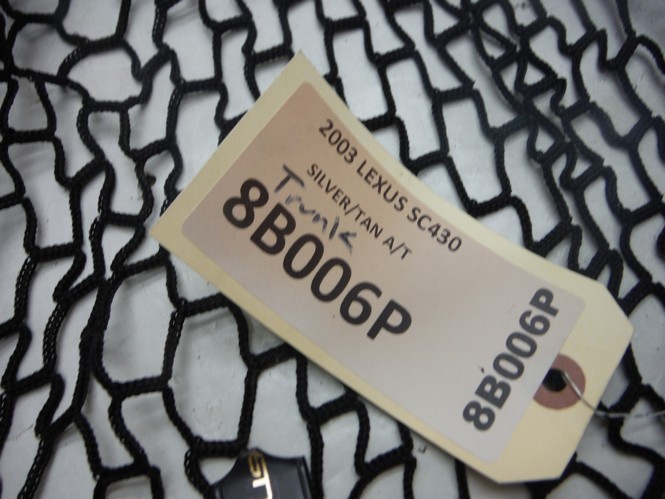 2003 LEXUS SC430
SILVER/TAN A/T
Trunk
8B006P
8B006P